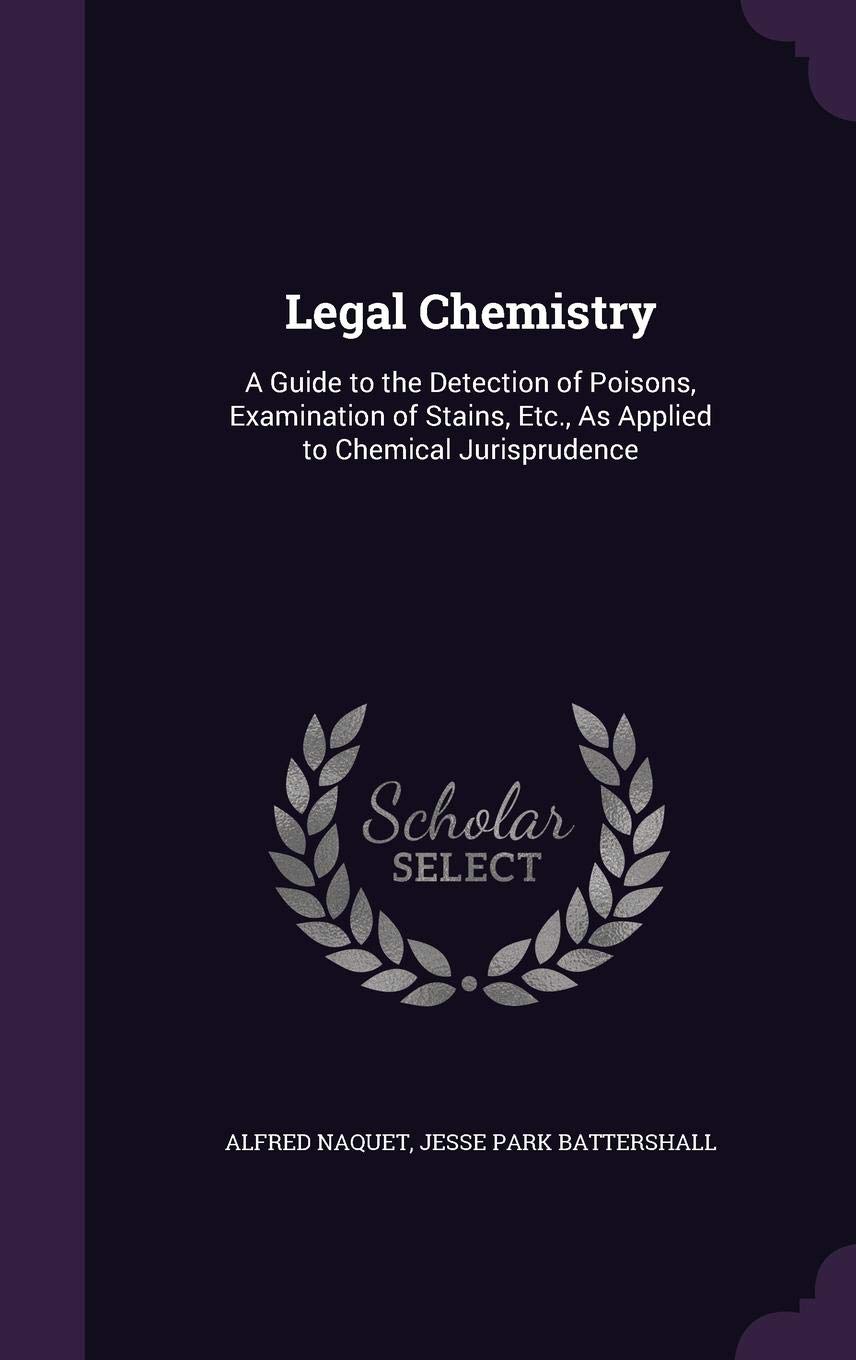 Legal Chemistry
A Guide to the Detection of Poisons,
Examination of Stains, Etc., As Applied
to Chemical Jurisprudence
Scholar
SELECT
ALFRED NAQUET, JESSE PARK BATTERSHALL